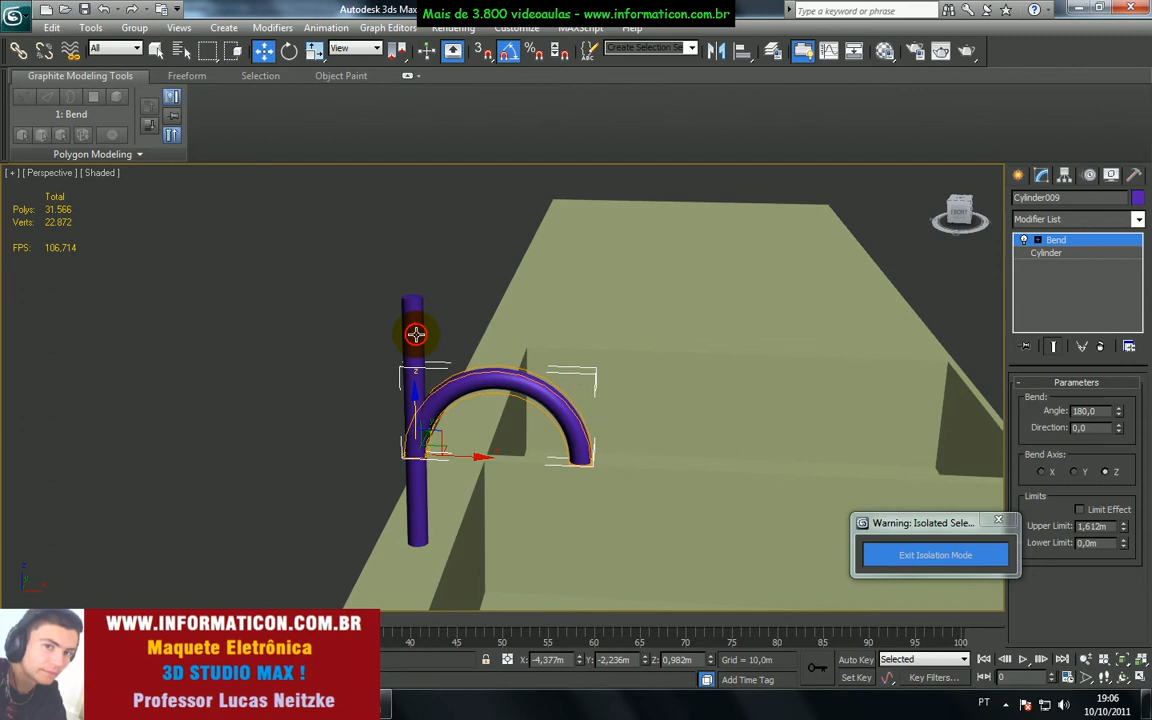 Autodesk 3ds Ma
Mais de 3.800 videoaulas - www.informaticon.com.br
Type a keyword or phrase
Edit Tools Group Views Create Modifiers Animation Graph Editors Rendering Customize MAXScript Help
All
View
Create Selection Se
Graphite Modeling Tools Freeform Selection Object Paint
1: Bend
Polygon Modeling
[ + ] [ Perspective ] [ Shaded ]
Total
Polys: 31.566
Verts: 22.872
FPS: 106,714
FRONT
Cylinder009
Modifier List
Bend
Cylinder
Parameters
Bend:
Angle: 180,0
Direction: 0,0
Bend Axis:
X Y Z
Limits
Limit Effect
Upper Limit: 1,612m
Lower Limit: 0,0m
Warning: Isolated Sele...
Exit Isolation Mode
z
x
WWW.INFORMATICON.COM.BR
Maquete Eletrônica
3D STUDIO MAX !
Professor Lucas Neitzke
40 45 50 55 60 65 70 75 80 85 90 95 100
X: -4,377m Y: -2,236m Z: 0,982m Grid = 10,0m
Add Time Tag
Auto Key Selected
Set Key Key Filters...
0
PT
19:06
10/10/2011